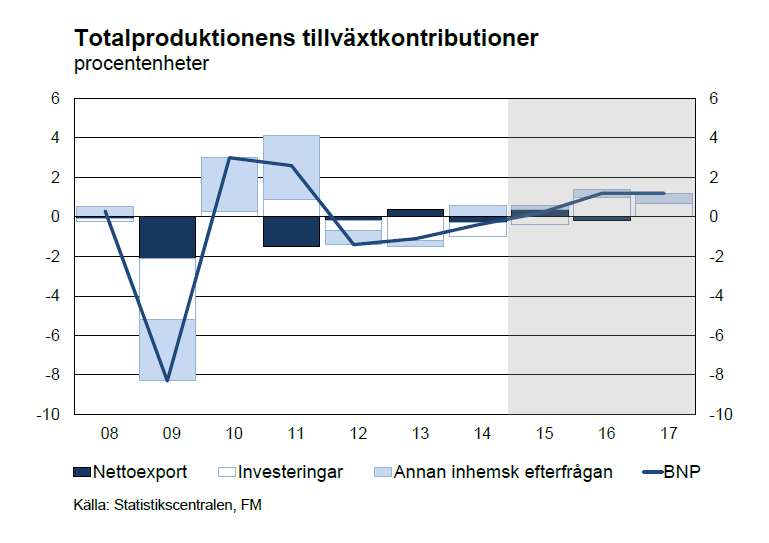 Totalproduktionens tillväxtkontributioner
procentenheter
6 6
4 4
2 2
0 0
-2 -2
-4 -4
-6 -6
-8 -8
-10 -10
08 09 10 11 12 13 14 15 16 17
Nettoexport Investeringar Annan inhemsk efterfrågan BNP
Källa: Statistikscentralen, FM